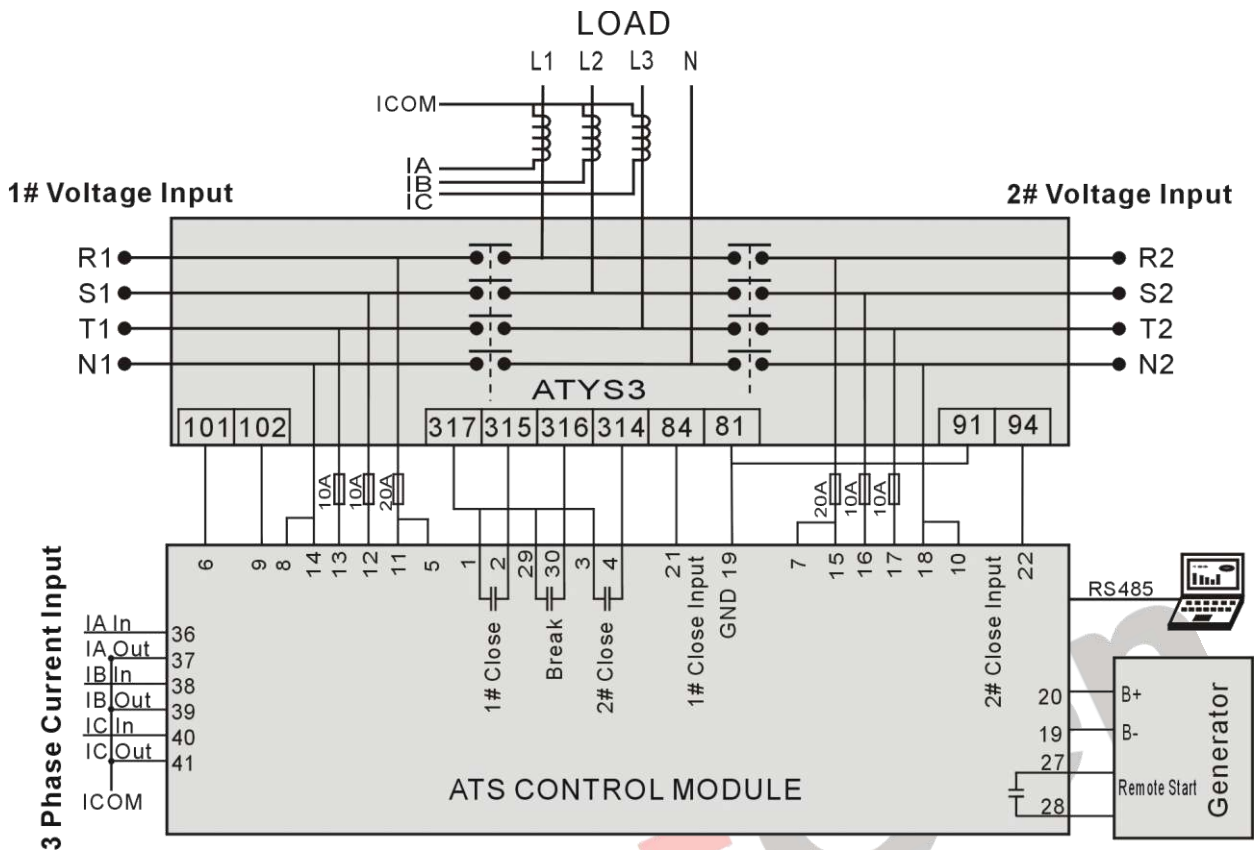 LOAD
L1 L2 L3 N
ICOM
IA
IB
IC
1# Voltage Input
2# Voltage Input
R1
S1
T1
N1
R2
S2
T2
N2
ATYS3
101 102 317 315 316 314 84 81 91 94
10A 10A 20A 20A 10A 10A
6 9 8 14 13 12 11 5 1 2 29 30 3 4 21 19 7 15 16 17 18 10 22
1# Close
Break
2# Close
1# Close Input
GND
2# Close Input
RS485
3 Phase Current Input
IA In 36
IA Out 37
IB In 38
IB Out 39
IC In 40
IC Out 41
ICOM
ATS CONTROL MODULE
20 B+
19 B-
27
Remote Start
28
Generator